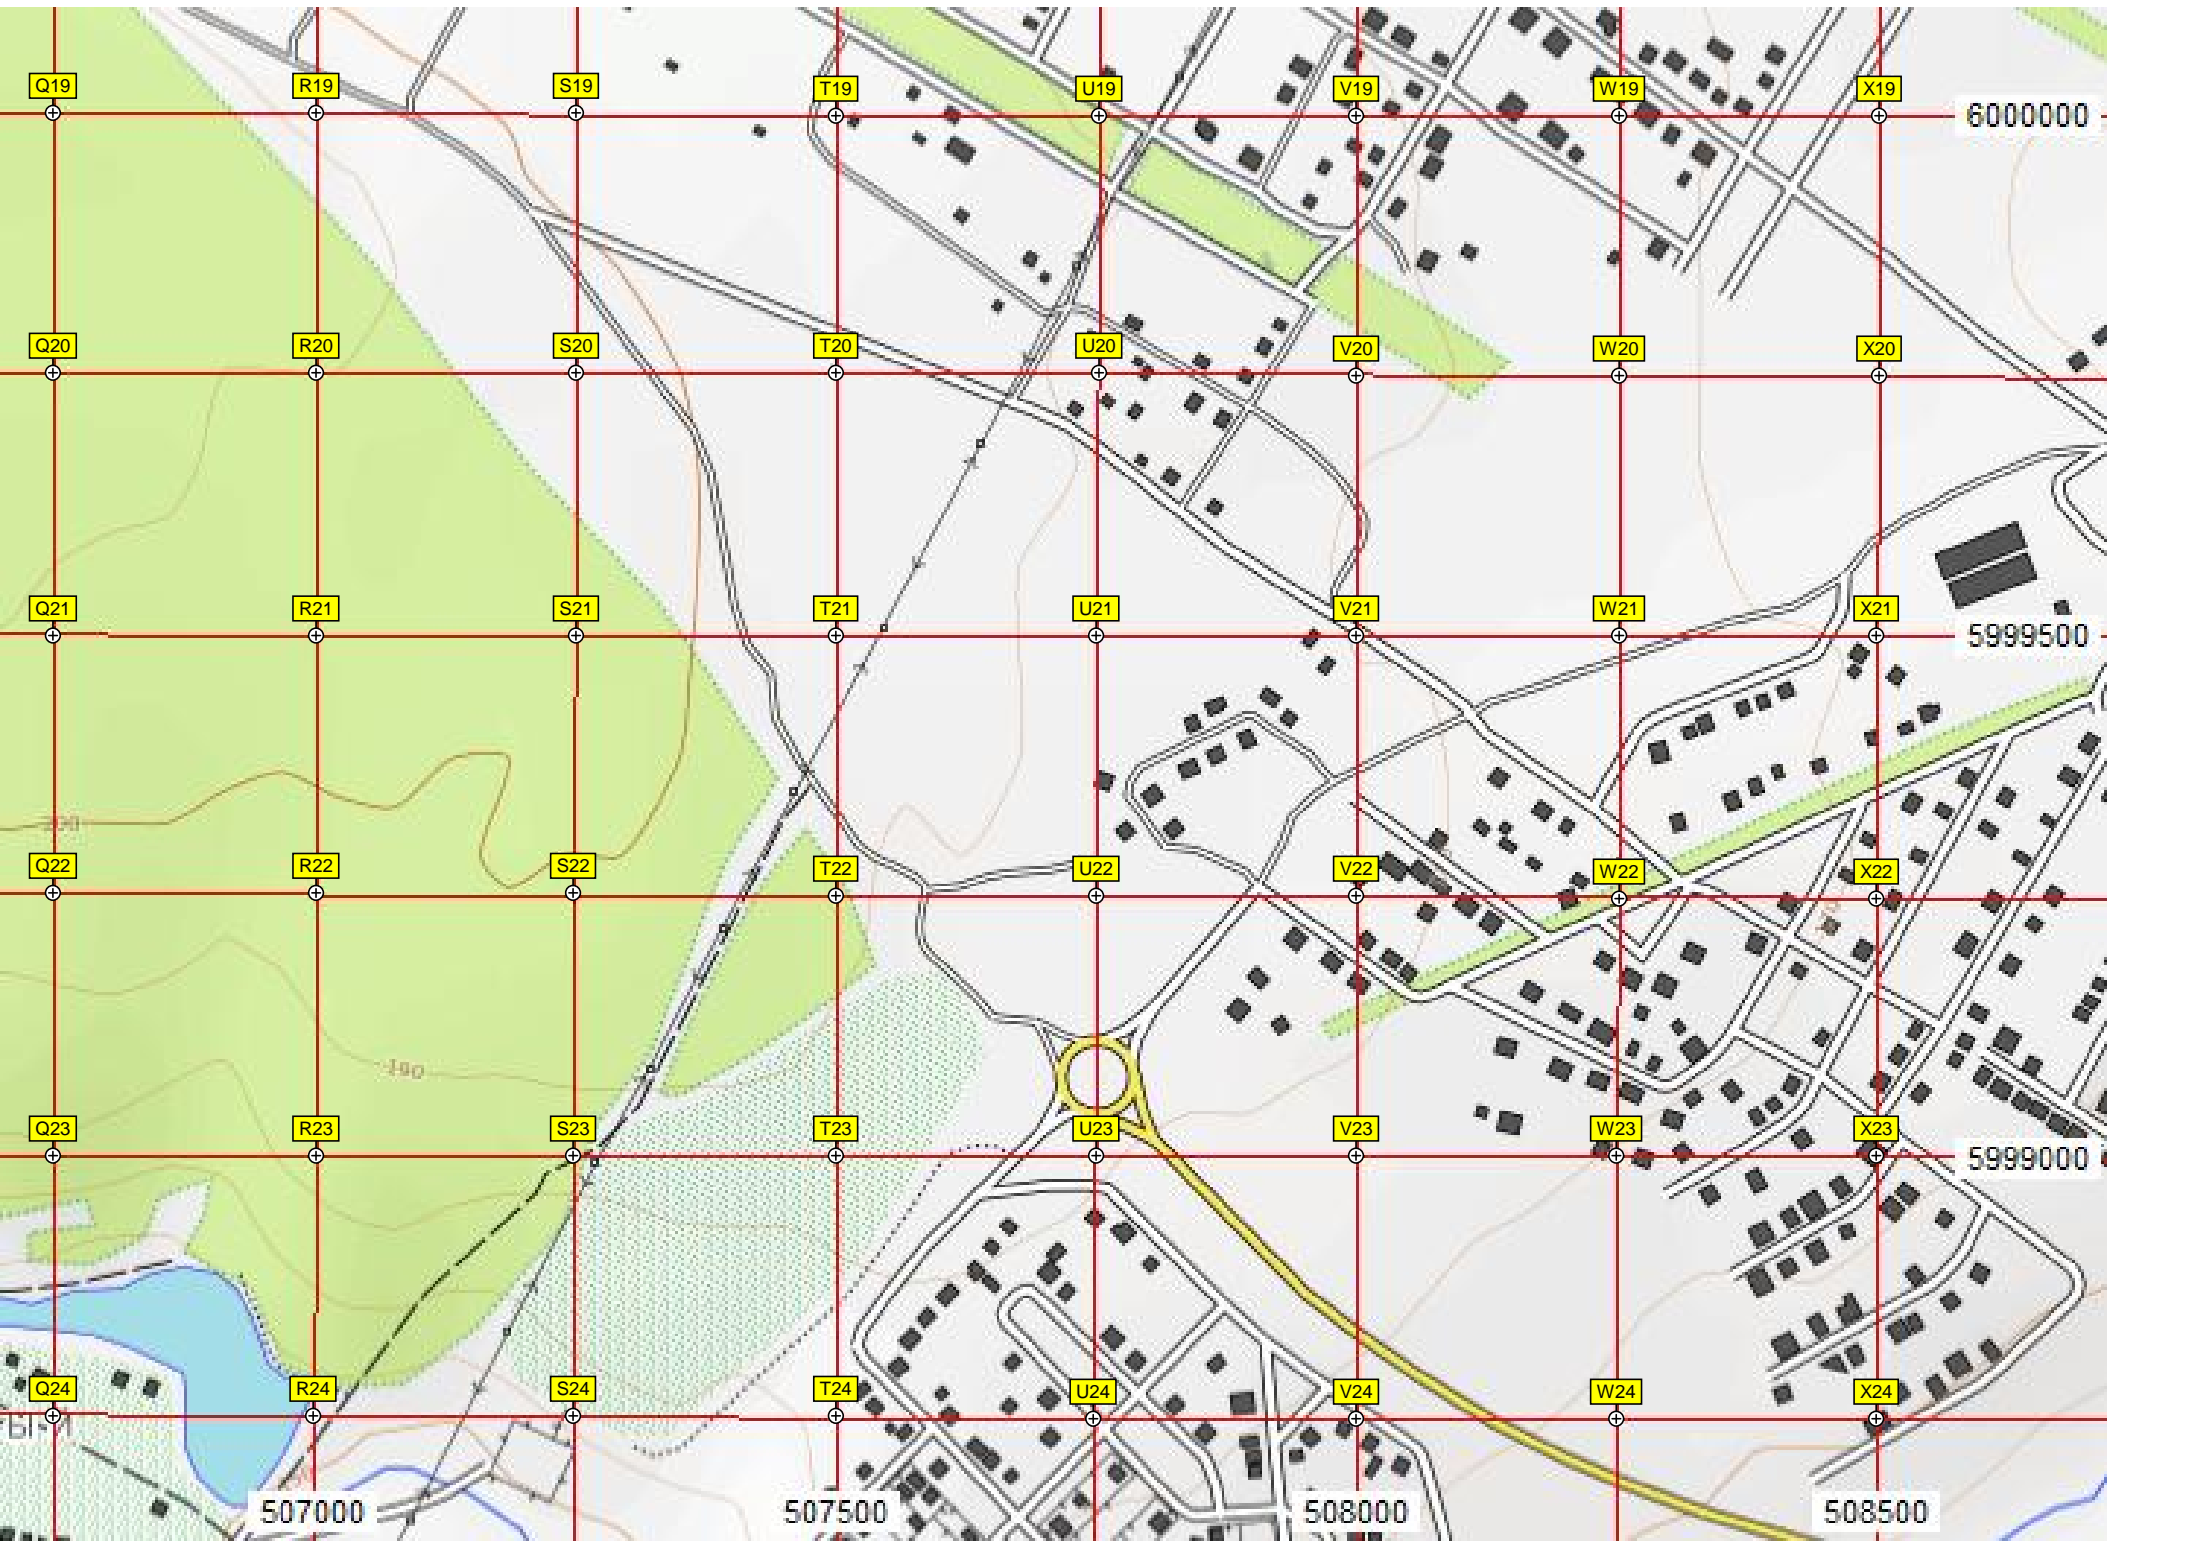 Q19 R19 S19 T19 U19 V19 W19 X19
6000000
Q20 R20 S20 T20 U20 V20 W20 X20
Q21 R21 S21 T21 U21 V21 W21 X21
5999500
200
Q22 R22 S22 T22 U22 V22 W22 X22
190
Q23 R23 S23 T23 U23 V23 W23 X23
5999000
Q24 R24 S24 T24 U24 V24 W24 X24
507000 507500 508000 508500